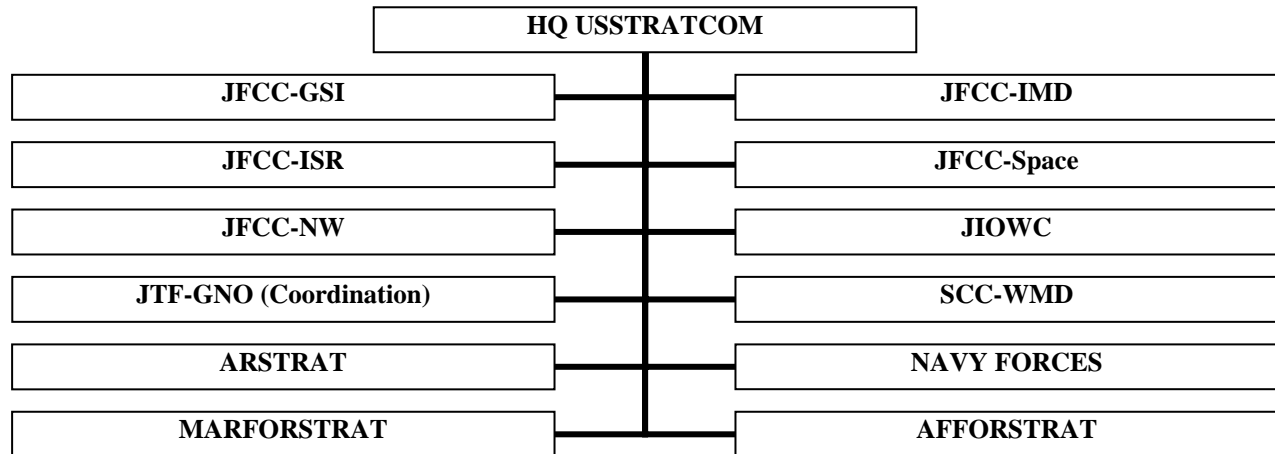 HQ USSTRATCOM
JFCC-GSI
JFCC-IMD
JFCC-ISR
JFCC-Space
JFCC-NW
JIOWC
JTF-GNO (Coordination)
SCC-WMD
ARSTRAT
NAVY FORCES
MARFORSTRAT
AFFORSTRAT